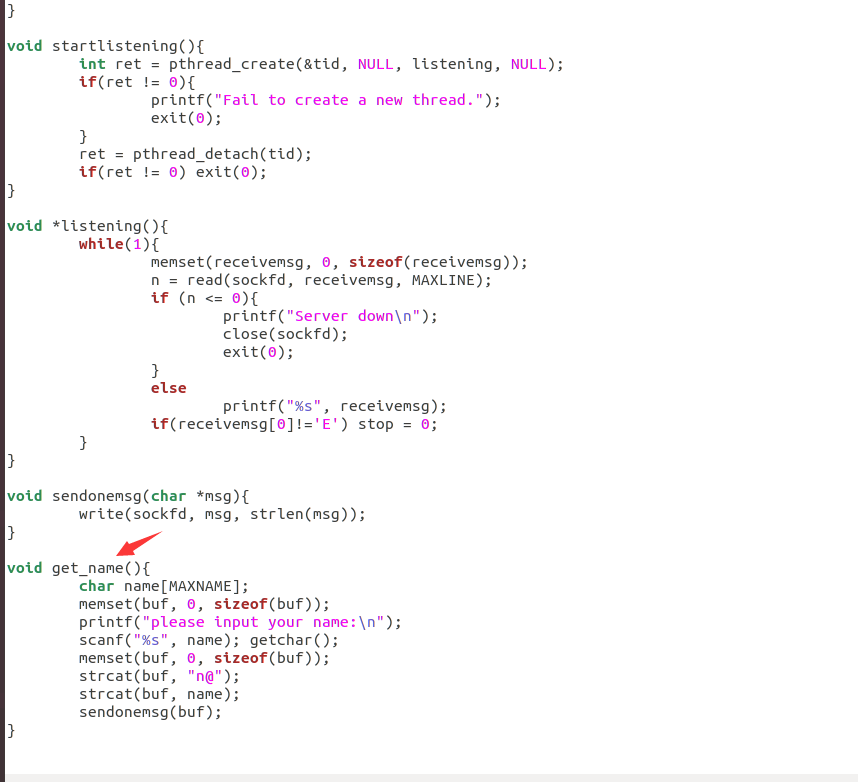 }
void startlistening(){
int ret = pthread_create(&tid, NULL, listening, NULL);
if(ret != 0){
printf("Fail to create a new thread.");
exit(0);
}
ret = pthread_detach(tid);
if(ret != 0) exit(0);
}
void *listening(){
while(1){
memset(receivemsg, 0, sizeof(receivemsg));
n = read(sockfd, receivemsg, MAXLINE);
if (n <= 0){
printf("Server down\n");
close(sockfd);
exit(0);
}
else
printf("%s", receivemsg);
if(receivemsg[0]!='E') stop = 0;
}
}
void sendonemsg(char *msg){
write(sockfd, msg, strlen(msg));
}
void get_name(){
char name[MAXNAME];
memset(buf, 0, sizeof(buf));
printf("please input your name:\n");
scanf("%s", name); getchar();
memset(buf, 0, sizeof(buf));
strcat(buf, "n@");
strcat(buf, name);
sendonemsg(buf);
}